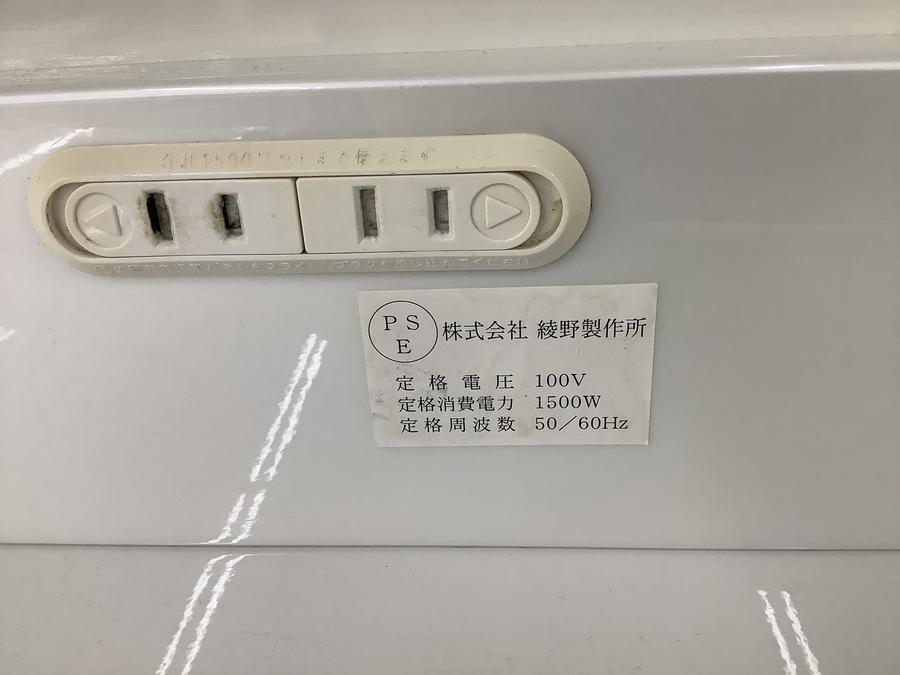 合計1500ワットまで使えます
PS
E
株式会社 綾野製作所
定格電圧 100V
定格消費電力 1500W
定格周波数 50/60Hz